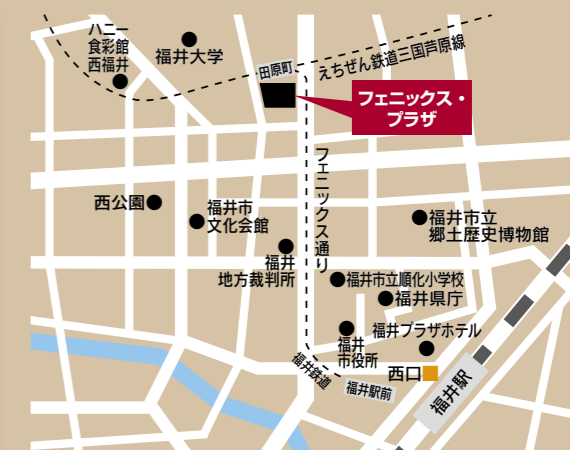 ハニー
食彩館
西福井
福井大学
田原町
えちぜん鉄道三国芦原線
フェニックス・
プラザ
フェニックス通り
西公園
福井市
文化会館
福井市立
郷土歴史博物館
福井
地方裁判所
福井市立順化小学校
福井県庁
福井
市役所
福井プラザホテル
福井鉄道
福井駅前
西口
福井駅